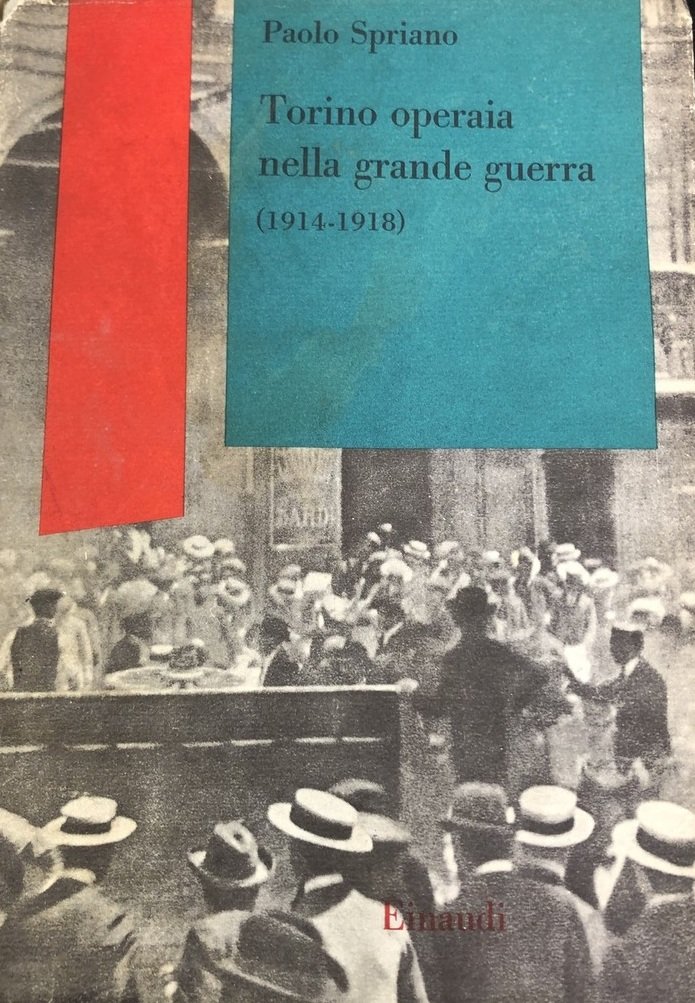 Paolo Spriano
Torino operaia
nella grande guerra
(1914-1918)
Einaudi